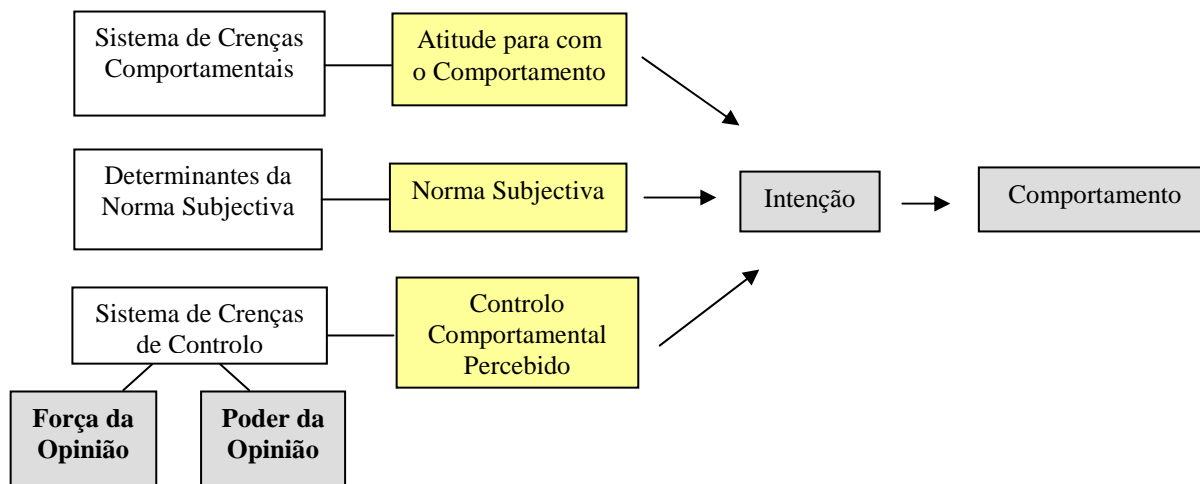 Sistema de Crenças
Comportamentais
Atitude para com
o Comportamento
Determinantes da
Norma Subjectiva
Norma Subjectiva
Intenção
Comportamento
Sistema de Crenças
de Controlo
Controlo
Comportamental
Percebido
Força da
Opinião
Poder da
Opinião